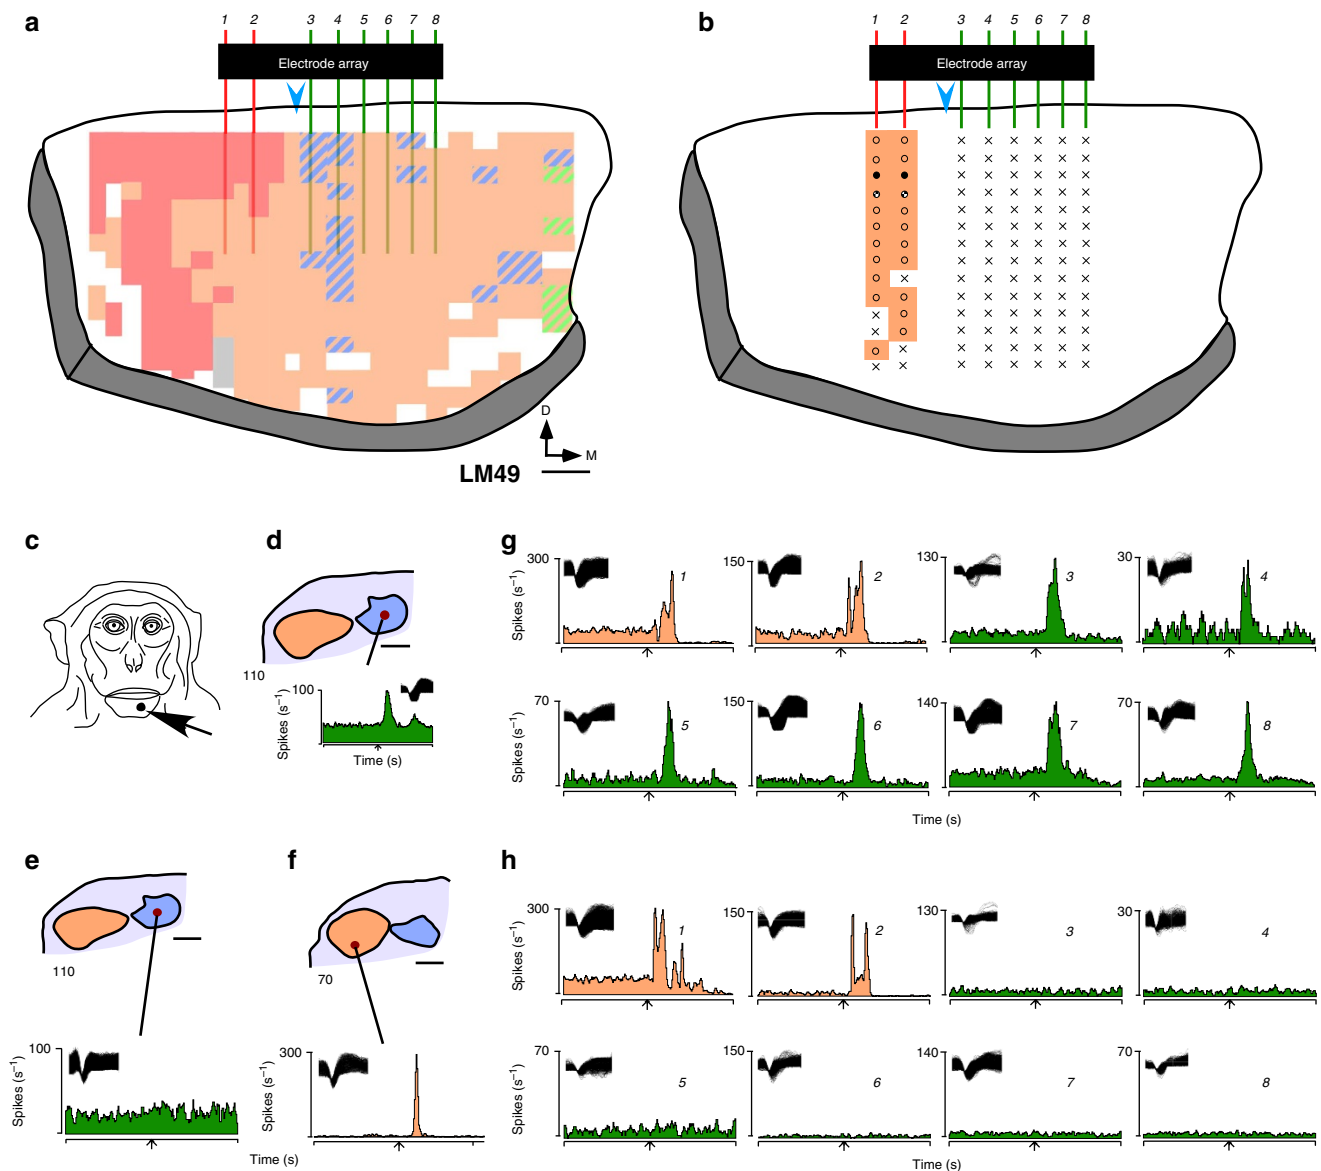 a
1 2 3 4 5 6 7 8
Electrode array
D
M
LM49
b
1 2 3 4 5 6 7 8
Electrode array
c
d
110
100
Spikes (s⁻¹)
Time (s)
e
110
100
Spikes (s⁻¹)
f
70
300
Time (s)
g
300
Spikes (s⁻¹)
1
150
2
130
3
30
4
70
Spikes (s⁻¹)
5
150
6
140
7
70
8
Time (s)
h
300
Spikes (s⁻¹)
1
150
2
130
3
30
4
70
Spikes (s⁻¹)
5
150
6
140
7
70
8
Time (s)